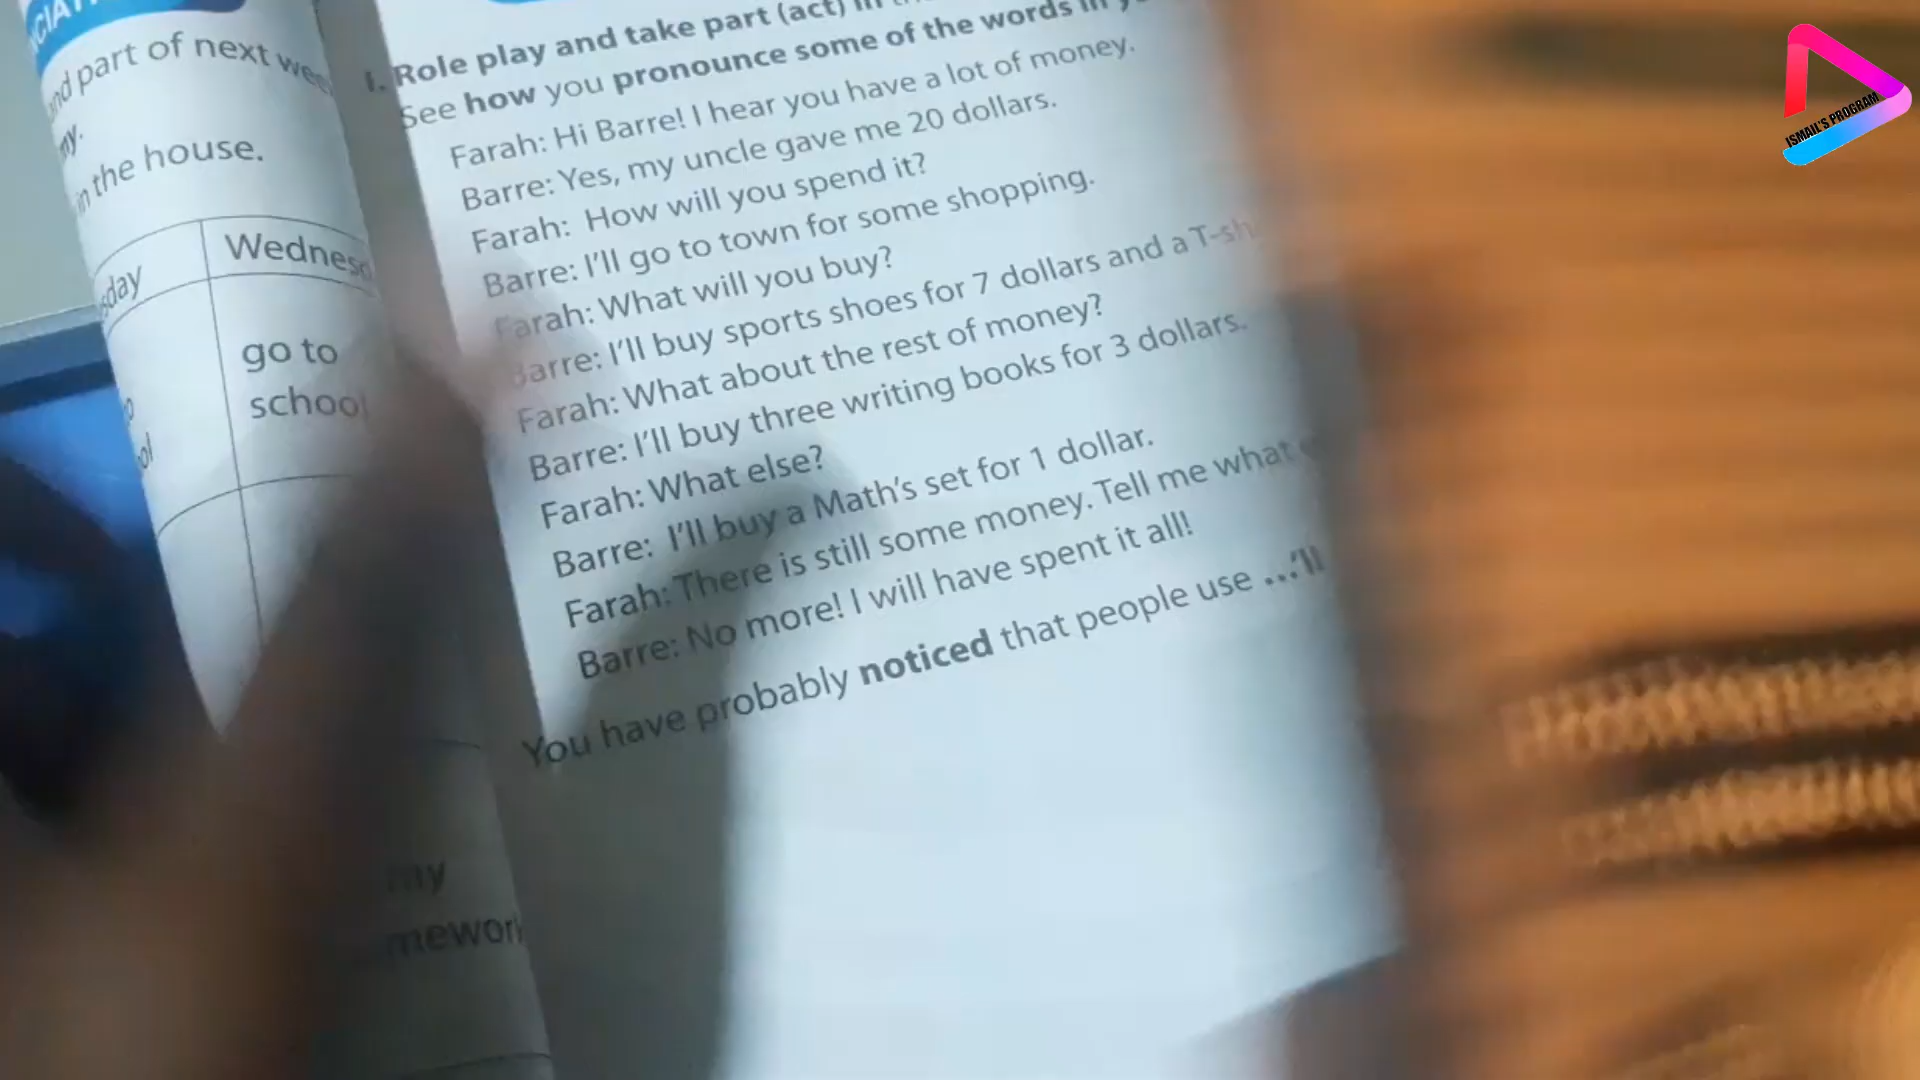 nd part of next wee
my.
in the house.
sday
Wednesd
go to
school
my
mework
1. Role play and take part (act) in
See how you pronounce some of the words in
Farah: Hi Barre! I hear you have a lot of money.
Barre: Yes, my uncle gave me 20 dollars.
Farah: How will you spend it?
Barre: I'll go to town for some shopping.
Farah: What will you buy?
Barre: I'll buy sports shoes for 7 dollars and a T-sh
Farah: What about the rest of money?
Barre: I'll buy three writing books for 3 dollars.
Farah: What else?
Barre: I'll buy a Math's set for 1 dollar.
Farah: There is still some money. Tell me what
Barre: No more! I will have spent it all!
You have probably noticed that people use ...'ll
ISMAIL'S PROGRAM